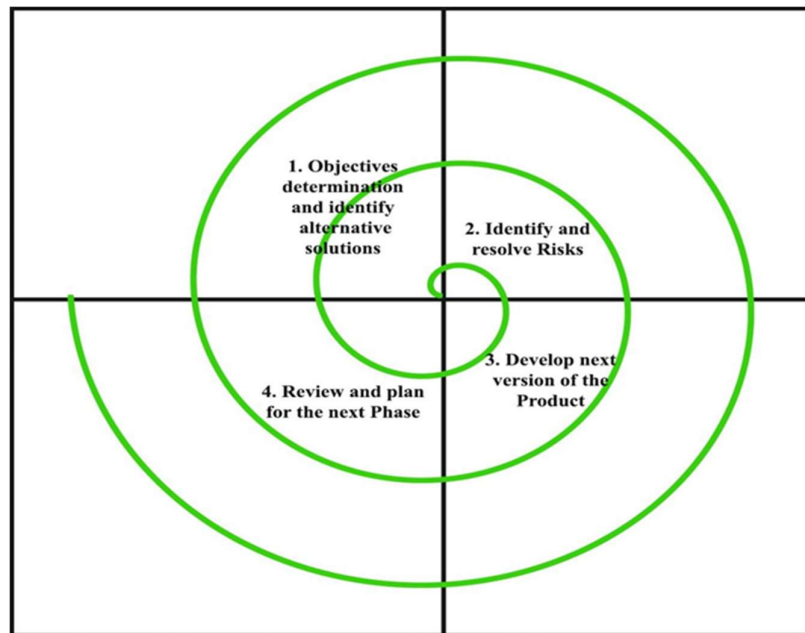 1. Objectives
determination
and identify
alternative
solutions
2. Identify and
resolve Risks
3. Develop next
version of the
Product
4. Review and plan
for the next Phase